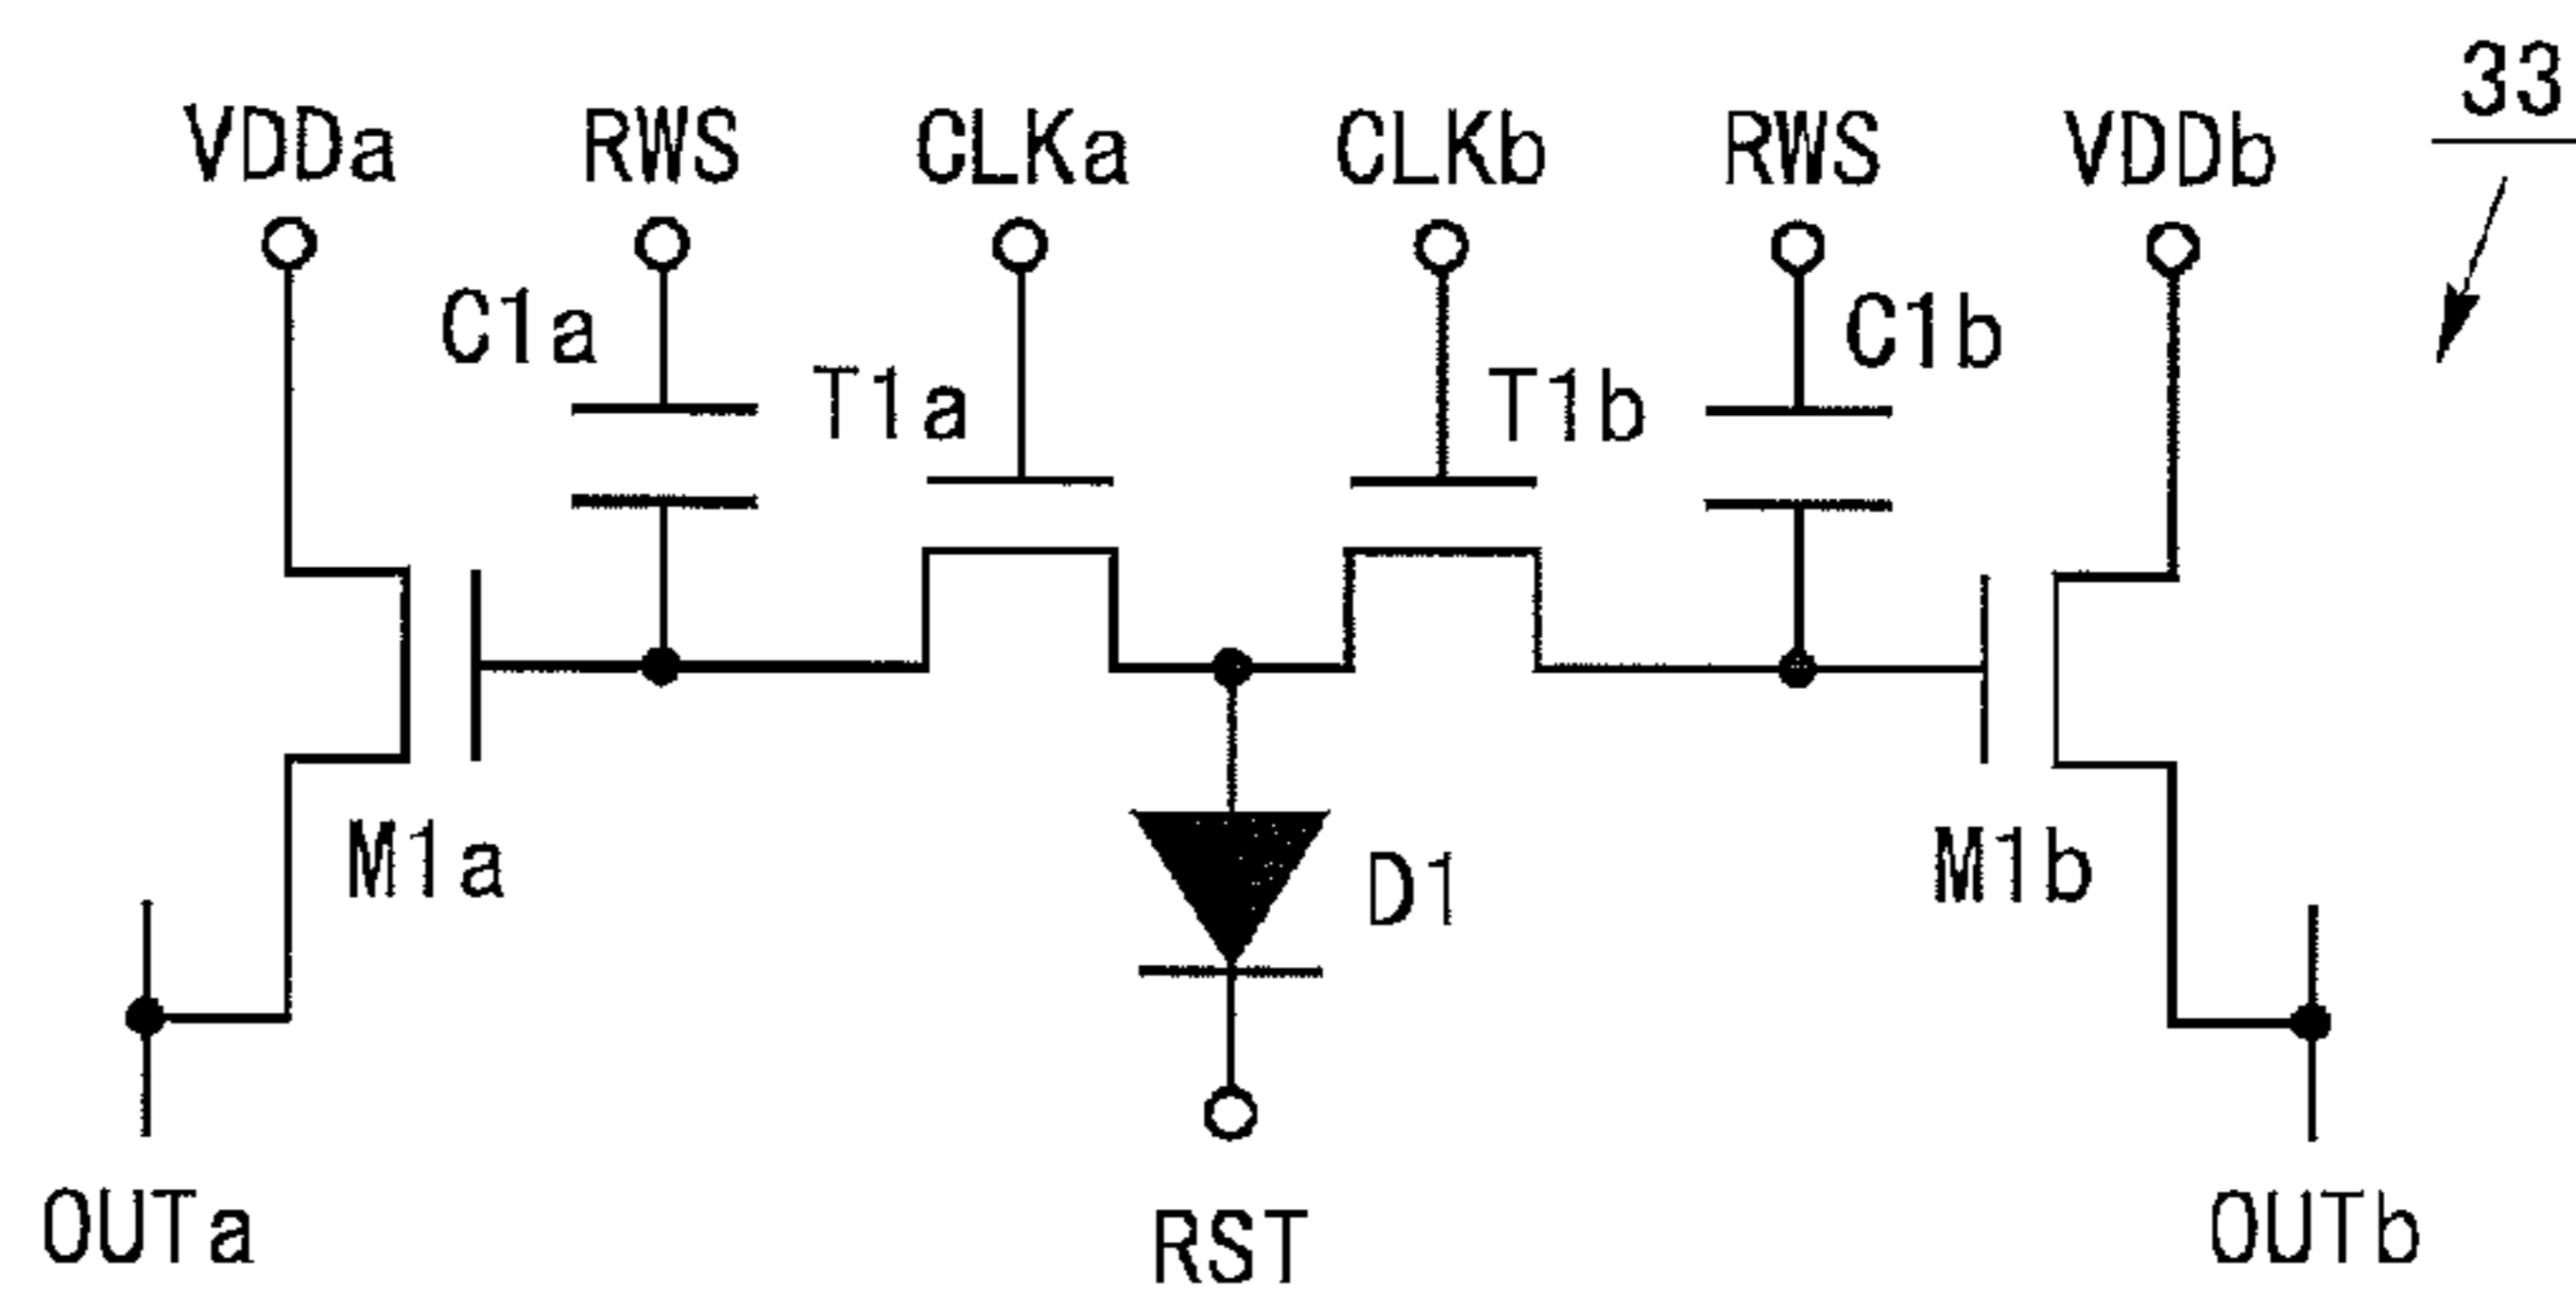 33
VDDa RWS CLKa CLKb RWS VDDb
C1a C1b
T1a T1b
M1a M1b
D1
OUTa RST OUTb